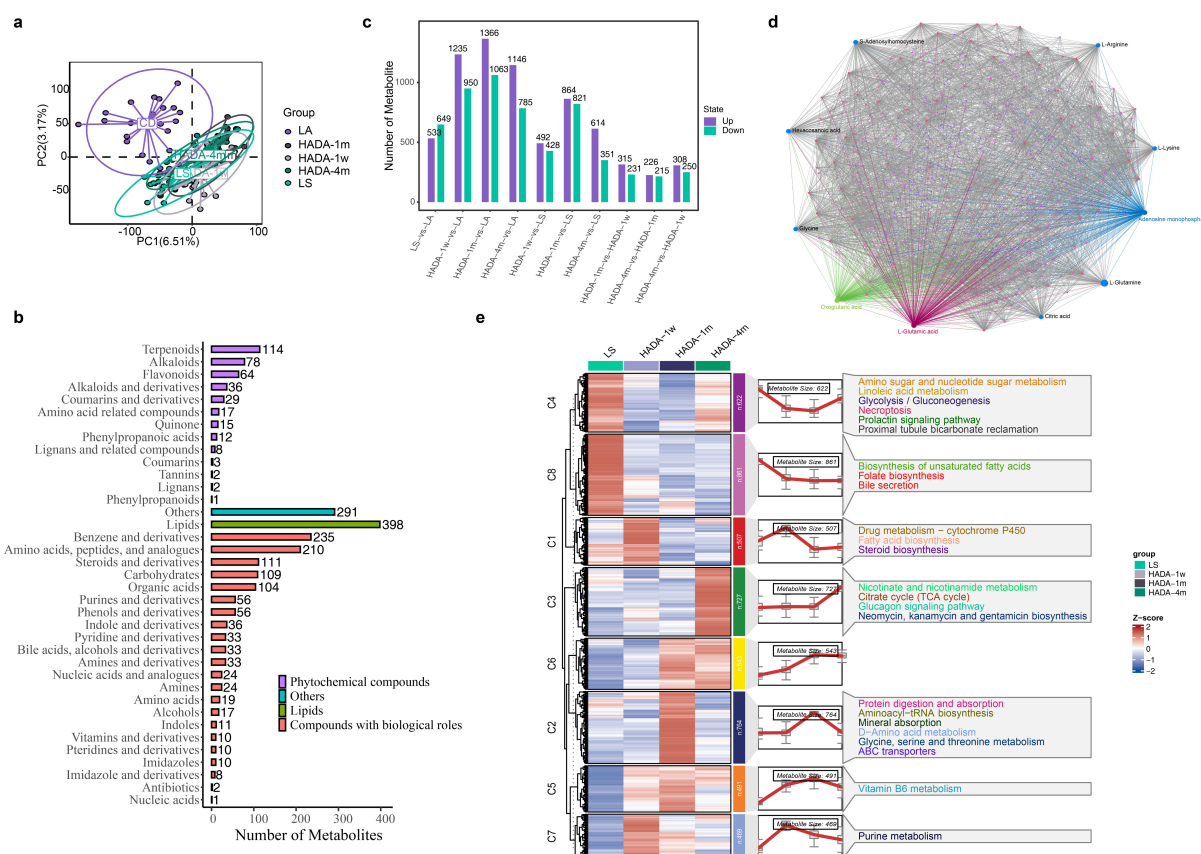 a
PC2(3.17%)
100
50
0
-50
CD
HADA-4m
LS
-100
0
100
PC1(6.51%)
Group
LA
HADA-1m
HADA-1w
HADA-4m
LS
c
Number of Metabolite
1000
500
0
533
649
1235
950
1366
1063
1146
785
492
428
864
821
614
351
315
231
226
215
308
250
LS-vs-LA
HADA-1w-vs-LA
HADA-1m-vs-LA
HADA-4m-vs-LA
HADA-1w-vs-LS
HADA-1m-vs-LS
HADA-4m-vs-LS
HADA-1m-vs-HADA-1w
HADA-4m-vs-HADA-1m
HADA-4m-vs-HADA-1w
State
Up
Down
d
S-Adenosylhomocysteine
L-Arginine
Hexacosanoic acid
L-Lysine
Adenosine monophosph
Glycine
L-Glutamine
Oxoglutaric acid
Citric acid
L-Glutamic acid
b
Terpenoids 114
Alkaloids 78
Flavonoids 64
Alkaloids and derivatives 36
Coumarins and derivatives 29
Amino acid related compounds 17
Quinone 15
Phenylpropanoic acids 12
Lignans and related compounds 8
Coumarins 3
Tannins 2
Lignans 2
Phenylpropanoids 1
Others 291
Lipids 398
Benzene and derivatives 235
Amino acids, peptides, and analogues 210
Steroids and derivatives 111
Carbohydrates 109
Organic acids 104
Purines and derivatives 56
Phenols and derivatives 56
Indole and derivatives 36
Pyridine and derivatives 33
Bile acids, alcohols and derivatives 33
Amines and derivatives 33
Nucleic acids and analogues 24
Amines 24
Amino acids 19
Alcohols 17
Indoles 11
Vitamins and derivatives 10
Pteridines and derivatives 10
Imidazoles 10
Imidazole and derivatives 8
Antibiotics 2
Nucleic acids 1
0 100 200 300 400
Number of Metabolites
Phytochemical compounds
Others
Lipids
Compounds with biological roles
e
LS
HADA-1w
HADA-1m
HADA-4m
C4
n:622
Metabolite Size: 622
Amino sugar and nucleotide sugar metabolism
Linoleic acid metabolism
Glycolysis / Gluconeogenesis
Necroptosis
Prolactin signaling pathway
Proximal tubule bicarbonate reclamation
C8
n:861
Metabolite Size: 861
Biosynthesis of unsaturated fatty acids
Folate biosynthesis
Bile secretion
C1
n:507
Metabolite Size: 507
Drug metabolism - cytochrome P450
Fatty acid biosynthesis
Steroid biosynthesis
C3
n:727
Metabolite Size: 727
Nicotinate and nicotinamide metabolism
Citrate cycle (TCA cycle)
Glucagon signaling pathway
Neomycin, kanamycin and gentamicin biosynthesis
C6
n:543
Metabolite Size: 543
C2
n:764
Metabolite Size: 764
Protein digestion and absorption
Aminoacyl-tRNA biosynthesis
Mineral absorption
D-Amino acid metabolism
Glycine, serine and threonine metabolism
ABC transporters
C5
n:491
Metabolite Size: 491
Vitamin B6 metabolism
C7
n:469
Metabolite Size: 469
Purine metabolism
group
LS
HADA-1w
HADA-1m
HADA-4m
Z-score
2
1
0
-1
-2